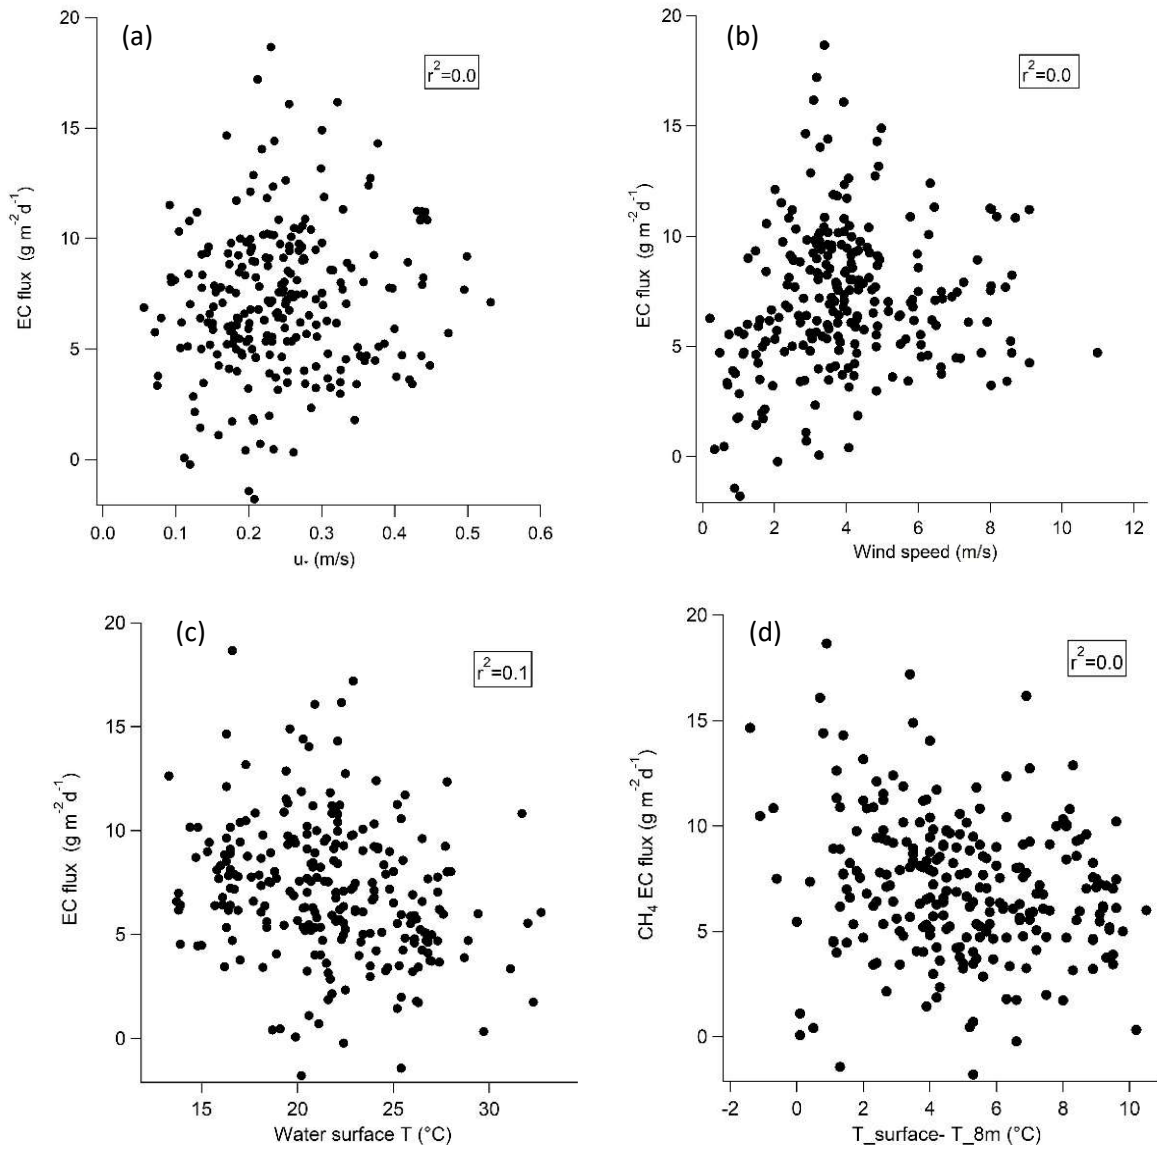 (a)
r²=0.0
20
15
10
5
0
EC flux (g m⁻²d⁻¹)
0.0 0.1 0.2 0.3 0.4 0.5 0.6
u* (m/s)
(b)
r²=0.0
20
15
10
5
0
EC flux (g m⁻²d⁻¹)
0 2 4 6 8 10 12
Wind speed (m/s)
(c)
r²=0.1
20
15
10
5
0
EC flux (g m⁻²d⁻¹)
15 20 25 30
Water surface T (°C)
(d)
r²=0.0
20
15
10
5
0
CH₄ EC flux (g m⁻²d⁻¹)
-2 0 2 4 6 8 10
T_surface- T_8m (°C)